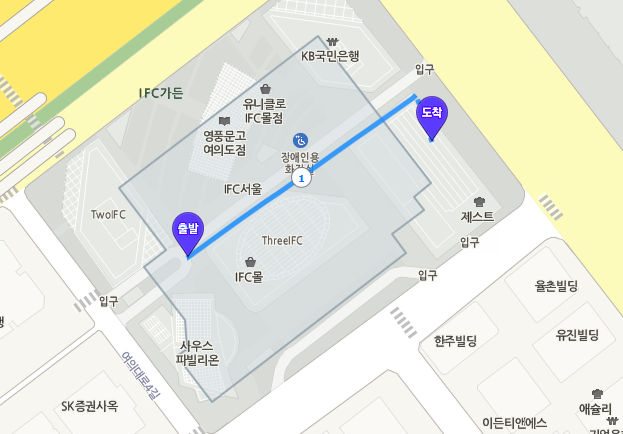 KB국민은행
입구
IFC가든
유니클로
IFC몰점
도착
영풍문고
여의도점
장애인용
IFC서울
1
TwoIFC
제스트
출발
ThreeIFC
입구
IFC몰
입구
율촌빌딩
입구
한주빌딩
유진빌딩
사우스
파빌리온
여의대로4길
SK증권사옥
애슐리
이든티앤에스